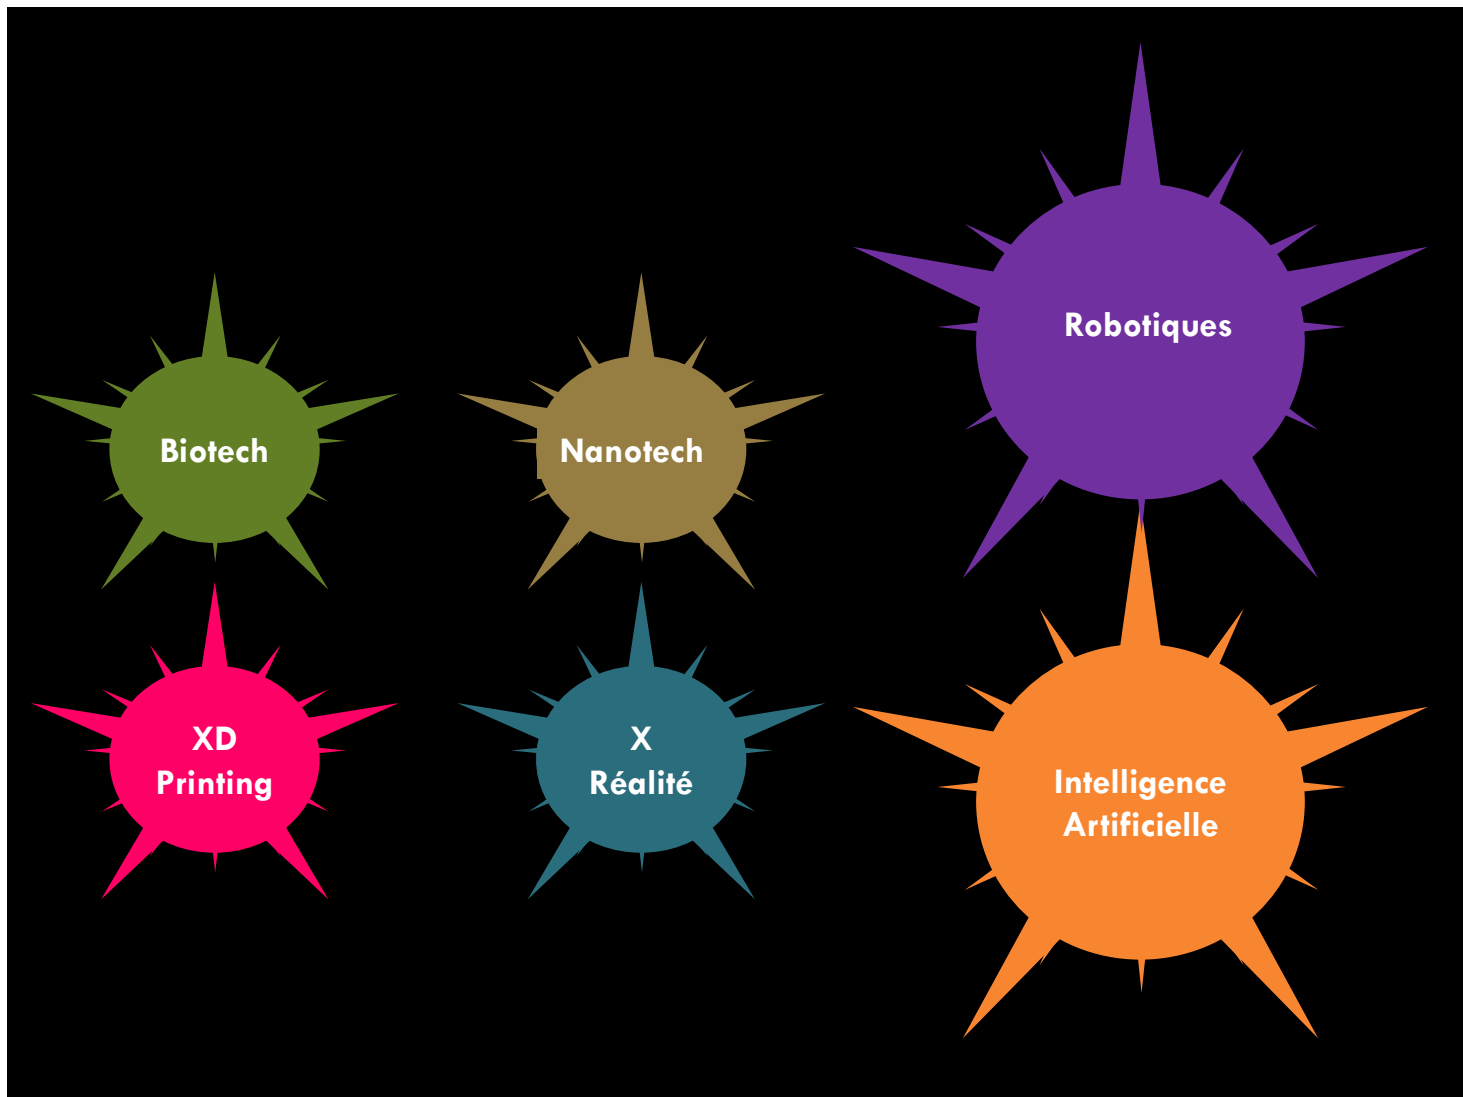 Robotiques
Biotech
Nanotech
XD
Printing
X
Réalité
Intelligence
Artificielle